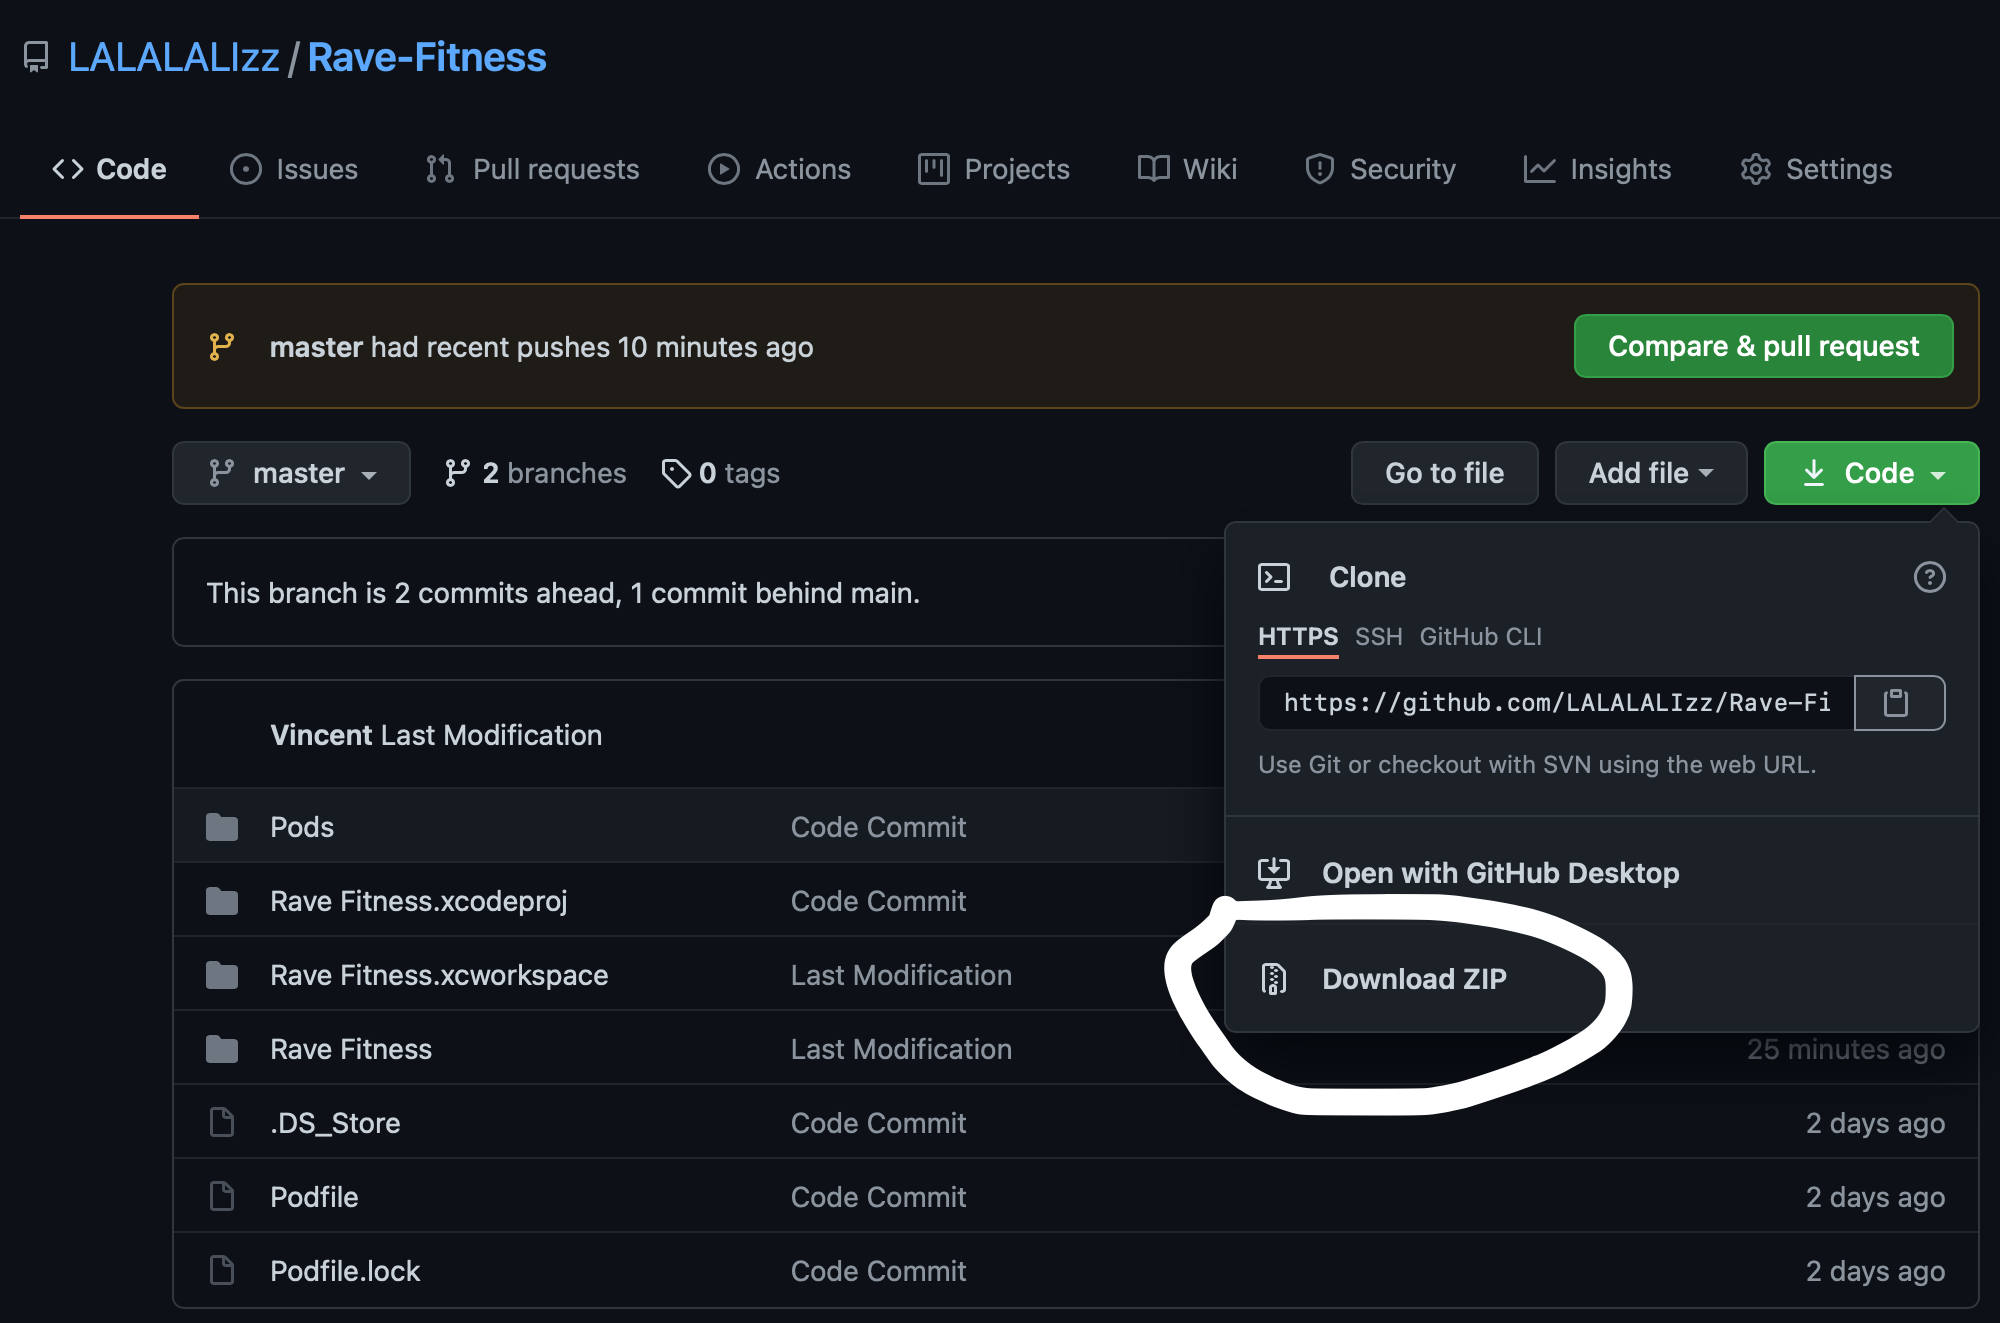 LALALALIzz / Rave-Fitness
Code Issues Pull requests Actions Projects Wiki Security Insights Settings
master had recent pushes 10 minutes ago
Compare & pull request
master 2 branches 0 tags
Go to file Add file Code
Clone
HTTPS SSH GitHub CLI
https://github.com/LALALALIzz/Rave-Fi
Use Git or checkout with SVN using the web URL.
Open with GitHub Desktop
Download ZIP
This branch is 2 commits ahead, 1 commit behind main.
Vincent Last Modification
Pods Code Commit
Rave Fitness.xcodeproj Code Commit
Rave Fitness.xcworkspace Last Modification
Rave Fitness Last Modification 25 minutes ago
.DS_Store Code Commit 2 days ago
Podfile Code Commit 2 days ago
Podfile.lock Code Commit 2 days ago